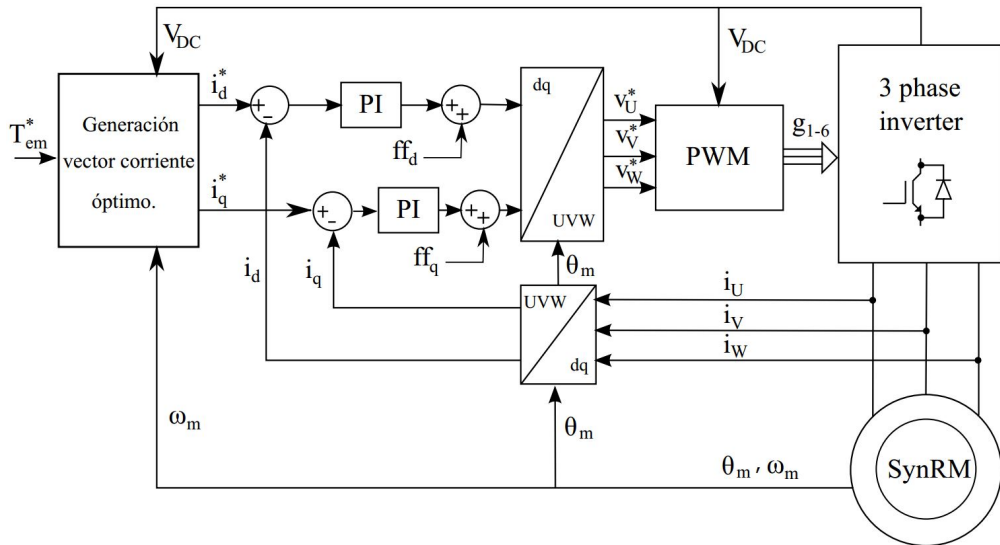 V_DC
V_DC
T*_em
Generación
vector corriente
óptimo.
i*_d
i*_q
+
-
PI
+
+
ff_d
+
-
PI
+
+
ff_q
dq
UVW
v*_U
v*_V
v*_W
PWM
g_1-6
3 phase
inverter
i_d
i_q
θ_m
UVW
dq
i_U
i_V
i_W
ω_m
θ_m
θ_m, ω_m
SynRM